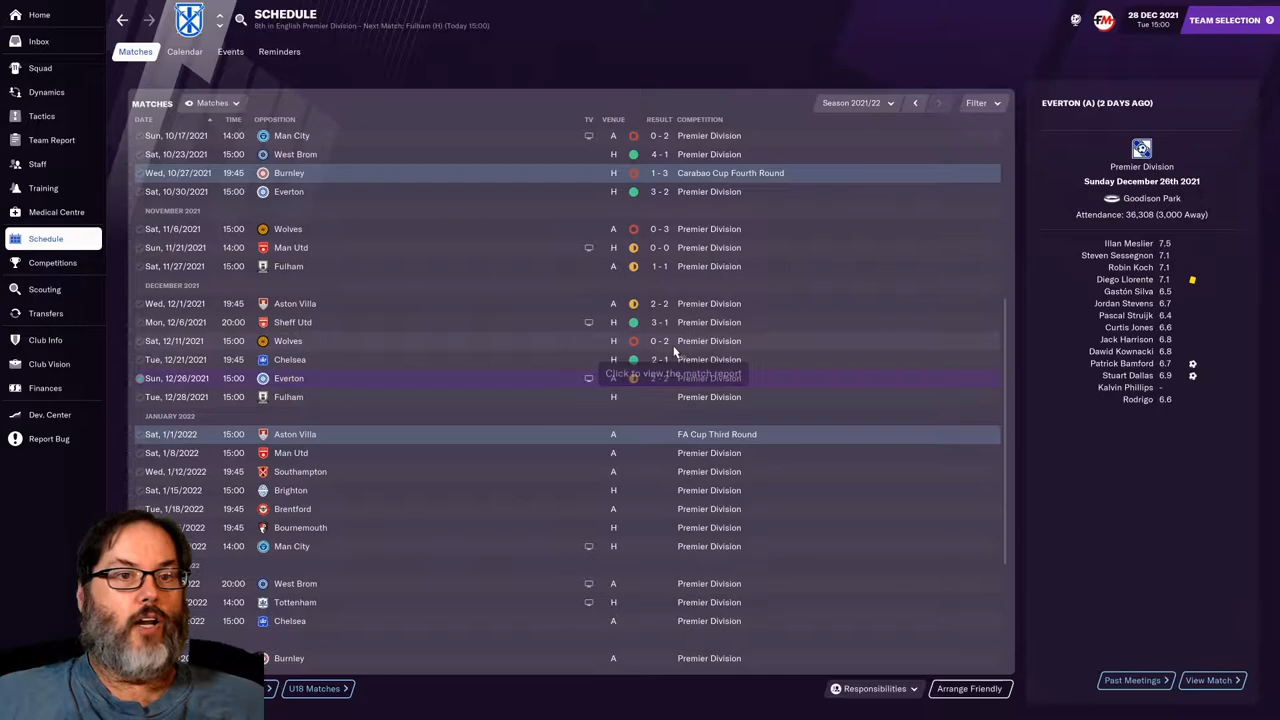 Home
SCHEDULE
8th in English Premier Division - Next Match: Fulham (H) (Today 15:00)
28 DEC 2021
Tue 15:00
TEAM SELECTION
Inbox
Matches
Calendar
Events
Reminders
Squad
Dynamics
Tactics
Team Report
Staff
Training
Medical Centre
Schedule
Competitions
Scouting
Transfers
Club Info
Club Vision
Finances
Dev. Center
Report Bug
MATCHES
Matches
Season 2021/22
Filter
DATE TIME OPPOSITION TV VENUE RESULT COMPETITION
Sun, 10/17/2021 14:00 Man City A 0 - 2 Premier Division
Sat, 10/23/2021 15:00 West Brom H 4 - 1 Premier Division
Wed, 10/27/2021 19:45 Burnley H 1 - 3 Carabao Cup Fourth Round
Sat, 10/30/2021 15:00 Everton H 3 - 2 Premier Division
NOVEMBER 2021
Sat, 11/6/2021 15:00 Wolves A 0 - 3 Premier Division
Sun, 11/21/2021 14:00 Man Utd H 0 - 0 Premier Division
Sat, 11/27/2021 15:00 Fulham A 1 - 1 Premier Division
DECEMBER 2021
Wed, 12/1/2021 19:45 Aston Villa A 2 - 2 Premier Division
Mon, 12/6/2021 20:00 Sheff Utd H 3 - 1 Premier Division
Sat, 12/11/2021 15:00 Wolves H 0 - 2 Premier Division
Tue, 12/21/2021 19:45 Chelsea H 2 - 1 Premier Division
Click to view the match report
Sun, 12/26/2021 15:00 Everton A 2 - 2 Premier Division
Tue, 12/28/2021 15:00 Fulham H Premier Division
JANUARY 2022
Sat, 1/1/2022 15:00 Aston Villa A FA Cup Third Round
Sat, 1/8/2022 15:00 Man Utd A Premier Division
Wed, 1/12/2022 19:45 Southampton A Premier Division
Sat, 1/15/2022 15:00 Brighton H Premier Division
Tue, 1/18/2022 19:45 Brentford A Premier Division
19:45 Bournemouth H Premier Division
14:00 Man City H Premier Division
20:00 West Brom A Premier Division
14:00 Tottenham H Premier Division
15:00 Chelsea A Premier Division
Burnley A Premier Division
U18 Matches
Responsibilities
Arrange Friendly
EVERTON (A) (2 DAYS AGO)
Premier Division
Sunday December 26th 2021
Goodison Park
Attendance: 36,308 (3,000 Away)
Illan Meslier 7.5
Steven Sessegnon 7.1
Robin Koch 7.1
Diego Llorente 7.1
Gastón Silva 6.5
Jordan Stevens 6.7
Pascal Struijk 6.4
Curtis Jones 6.6
Jack Harrison 6.8
Dawid Kownacki 6.8
Patrick Bamford 6.7
Stuart Dallas 6.9
Kalvin Phillips -
Rodrigo 6.6
Past Meetings
View Match